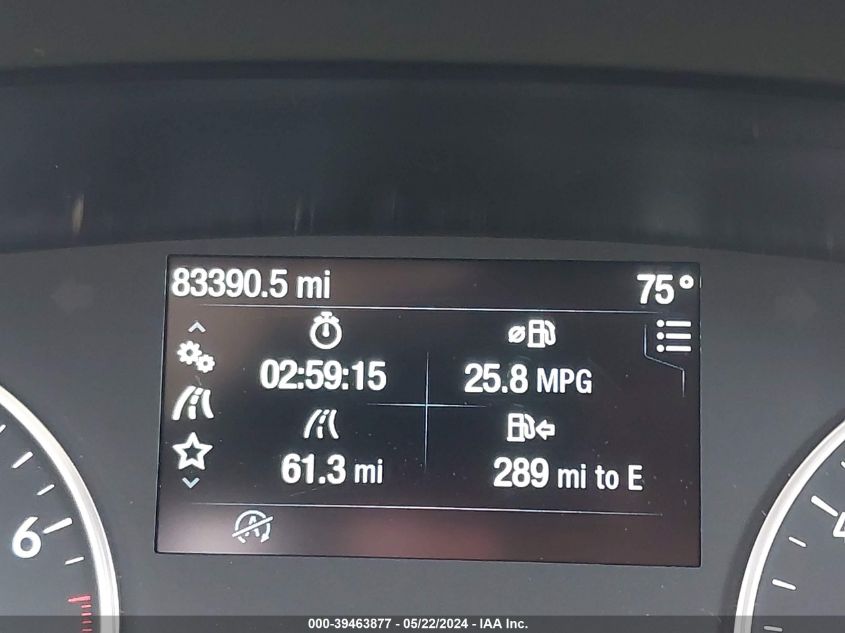 83390.5 mi 75°
02:59:15 25.8 MPG
61.3 mi 289 mi to E
A
6
4
000-39463877 - 05/22/2024 - IAA Inc.